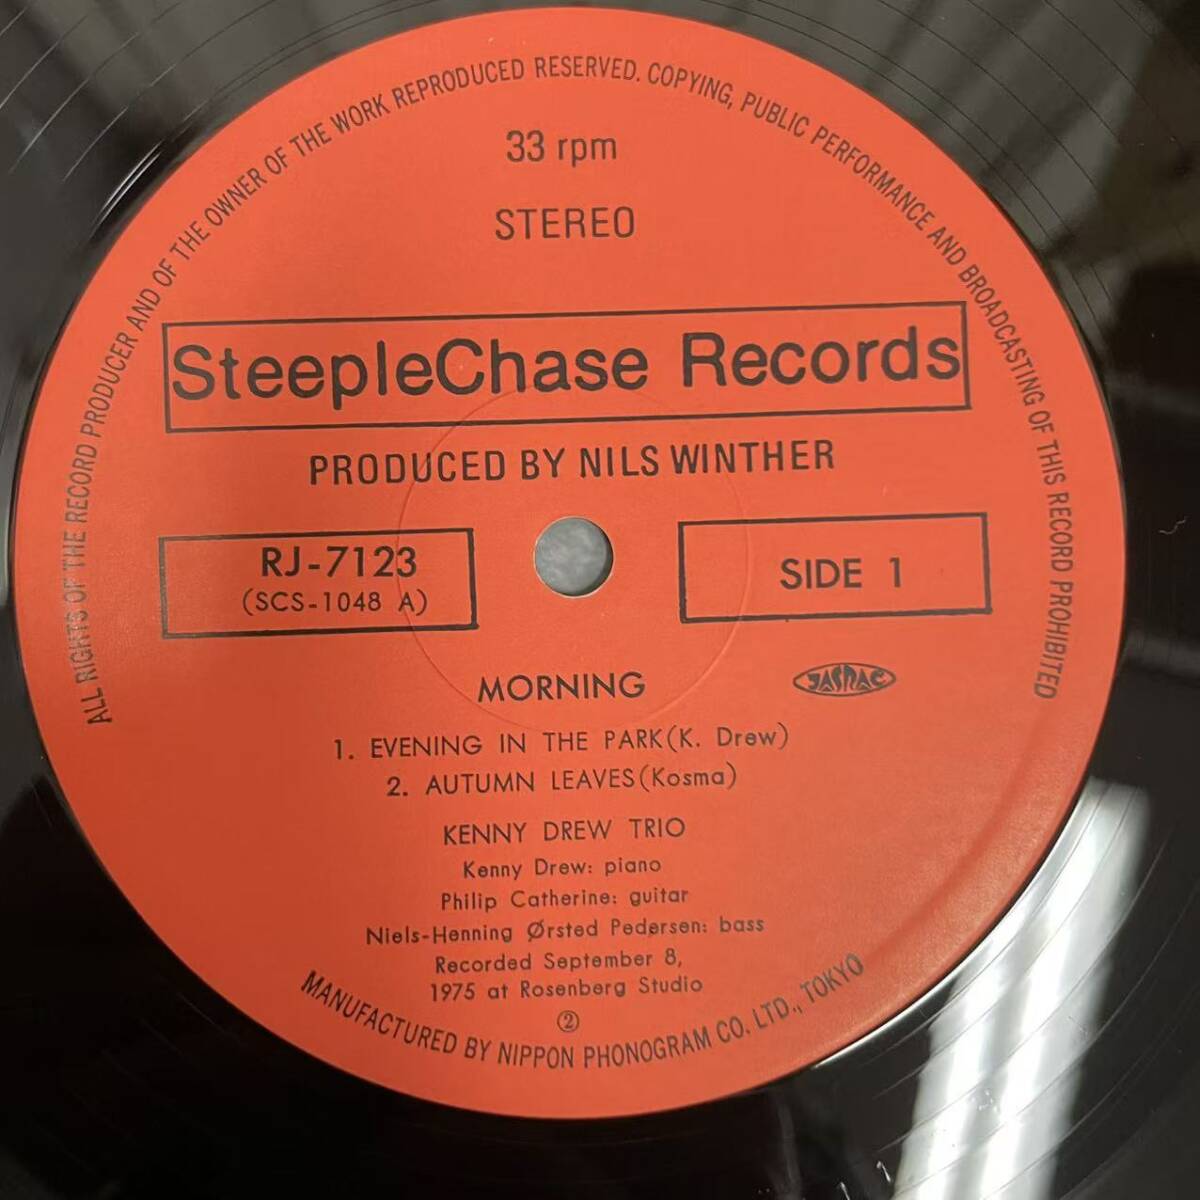 ALL RIGHTS OF THE RECORD PRODUCER AND OF THE OWNER OF THE WORK REPRODUCED RESERVED. COPYING, PUBLIC PERFORMANCE AND BROADCASTING OF THIS RECORD PROHIBITED
33 rpm
STEREO
SteepleChase Records
PRODUCED BY NILS WINTHER
RJ-7123
(SCS-1048 A)
SIDE 1
JASRAC
MORNING
1. EVENING IN THE PARK(K. Drew)
2. AUTUMN LEAVES(Kosma)
KENNY DREW TRIO
Kenny Drew: piano
Philip Catherine: guitar
Niels-Henning Ørsted Pedersen: bass
Recorded September 8,
1975 at Rosenberg Studio
②
MANUFACTURED BY NIPPON PHONOGRAM CO. LTD., TOKYO